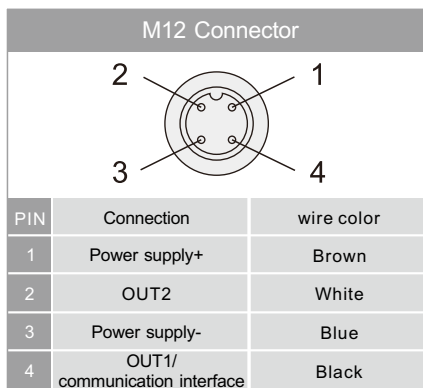 M12 Connector
2 1
3 4
PIN Connection wire color
1 Power supply+ Brown
2 OUT2 White
3 Power supply- Blue
4 OUT1/
communication interface Black